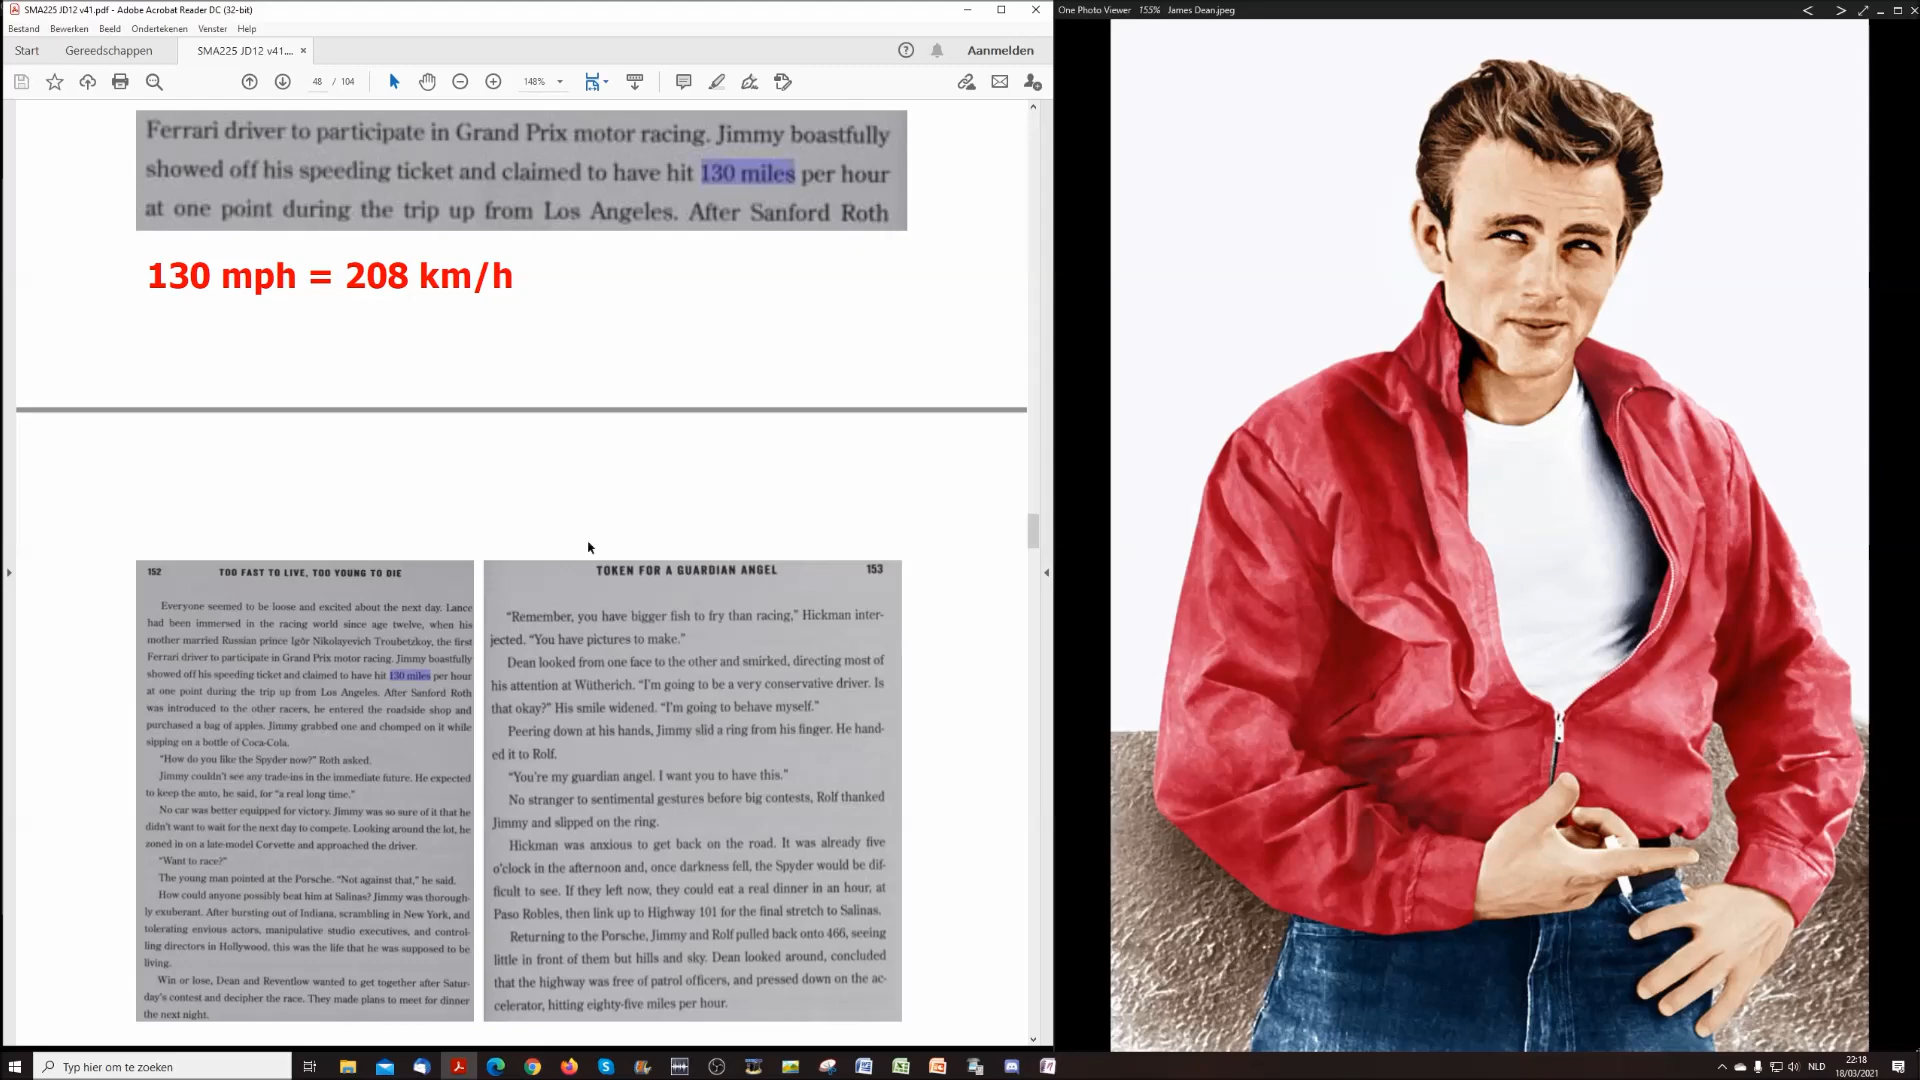 SMA225 JD12 v41.pdf - Adobe Acrobat Reader DC (32-bit)
Bestand Bewerken Beeld Ondertekenen Venster Help
Start Gereedschappen SMA225 JD12 v41.... × Aanmelden
48 / 104 148%
Ferrari driver to participate in Grand Prix motor racing. Jimmy boastfully
showed off his speeding ticket and claimed to have hit 130 miles per hour
at one point during the trip up from Los Angeles. After Sanford Roth
130 mph = 208 km/h
152 TOO FAST TO LIVE, TOO YOUNG TO DIE
Everyone seemed to be loose and excited about the next day. Lance
had been immersed in the racing world since age twelve, when his
mother married Russian prince Igor Nikolayevich Troubetzkoy, the first
Ferrari driver to participate in Grand Prix motor racing. Jimmy boastfully
showed off his speeding ticket and claimed to have hit 130 miles per hour
at one point during the trip up from Los Angeles. After Sanford Roth
was introduced to the other racers, he entered the roadside shop and
purchased a bag of apples. Jimmy grabbed one and chomped on it while
sipping on a bottle of Coca-Cola.
"How do you like the Spyder now?" Roth asked.
Jimmy couldn't see any trade-ins in the immediate future. He expected
to keep the auto, he said, for "a real long time."
No car was better equipped for victory. Jimmy was so sure of it that he
didn't want to wait for the next day to compete. Looking around the lot, he
zoned in on a late-model Corvette and approached the driver.
"Want to race?"
The young man pointed at the Porsche. "Not against that," he said.
How could anyone possibly beat him at Salinas? Jimmy was thorough-
ly exuberant. After bursting out of Indiana, scrambling in New York, and
tolerating envious actors, manipulative studio executives, and control-
ling directors in Hollywood, this was the life that he was supposed to be
living.
Win or lose, Dean and Reventlow wanted to get together after Satur-
day's contest and decipher the race. They made plans to meet for dinner
the next night.
TOKEN FOR A GUARDIAN ANGEL 153
"Remember, you have bigger fish to fry than racing," Hickman inter-
jected. "You have pictures to make."
Dean looked from one face to the other and smirked, directing most of
his attention at Wütherich. "I'm going to be a very conservative driver. Is
that okay?" His smile widened. "I'm going to behave myself."
Peering down at his hands, Jimmy slid a ring from his finger. He hand-
ed it to Rolf.
"You're my guardian angel. I want you to have this."
No stranger to sentimental gestures before big contests, Rolf thanked
Jimmy and slipped on the ring.
Hickman was anxious to get back on the road. It was already five
o'clock in the afternoon and, once darkness fell, the Spyder would be dif-
ficult to see. If they left now, they could eat a real dinner in an hour, at
Paso Robles, then link up to Highway 101 for the final stretch to Salinas.
Returning to the Porsche, Jimmy and Rolf pulled back onto 466, seeing
little in front of them but hills and sky. Dean looked around, concluded
that the highway was free of patrol officers, and pressed down on the ac-
celerator, hitting eighty-five miles per hour.
One Photo Viewer 155% James Dean.jpeg
Typ hier om te zoeken
NLD
22:18
18/03/2021